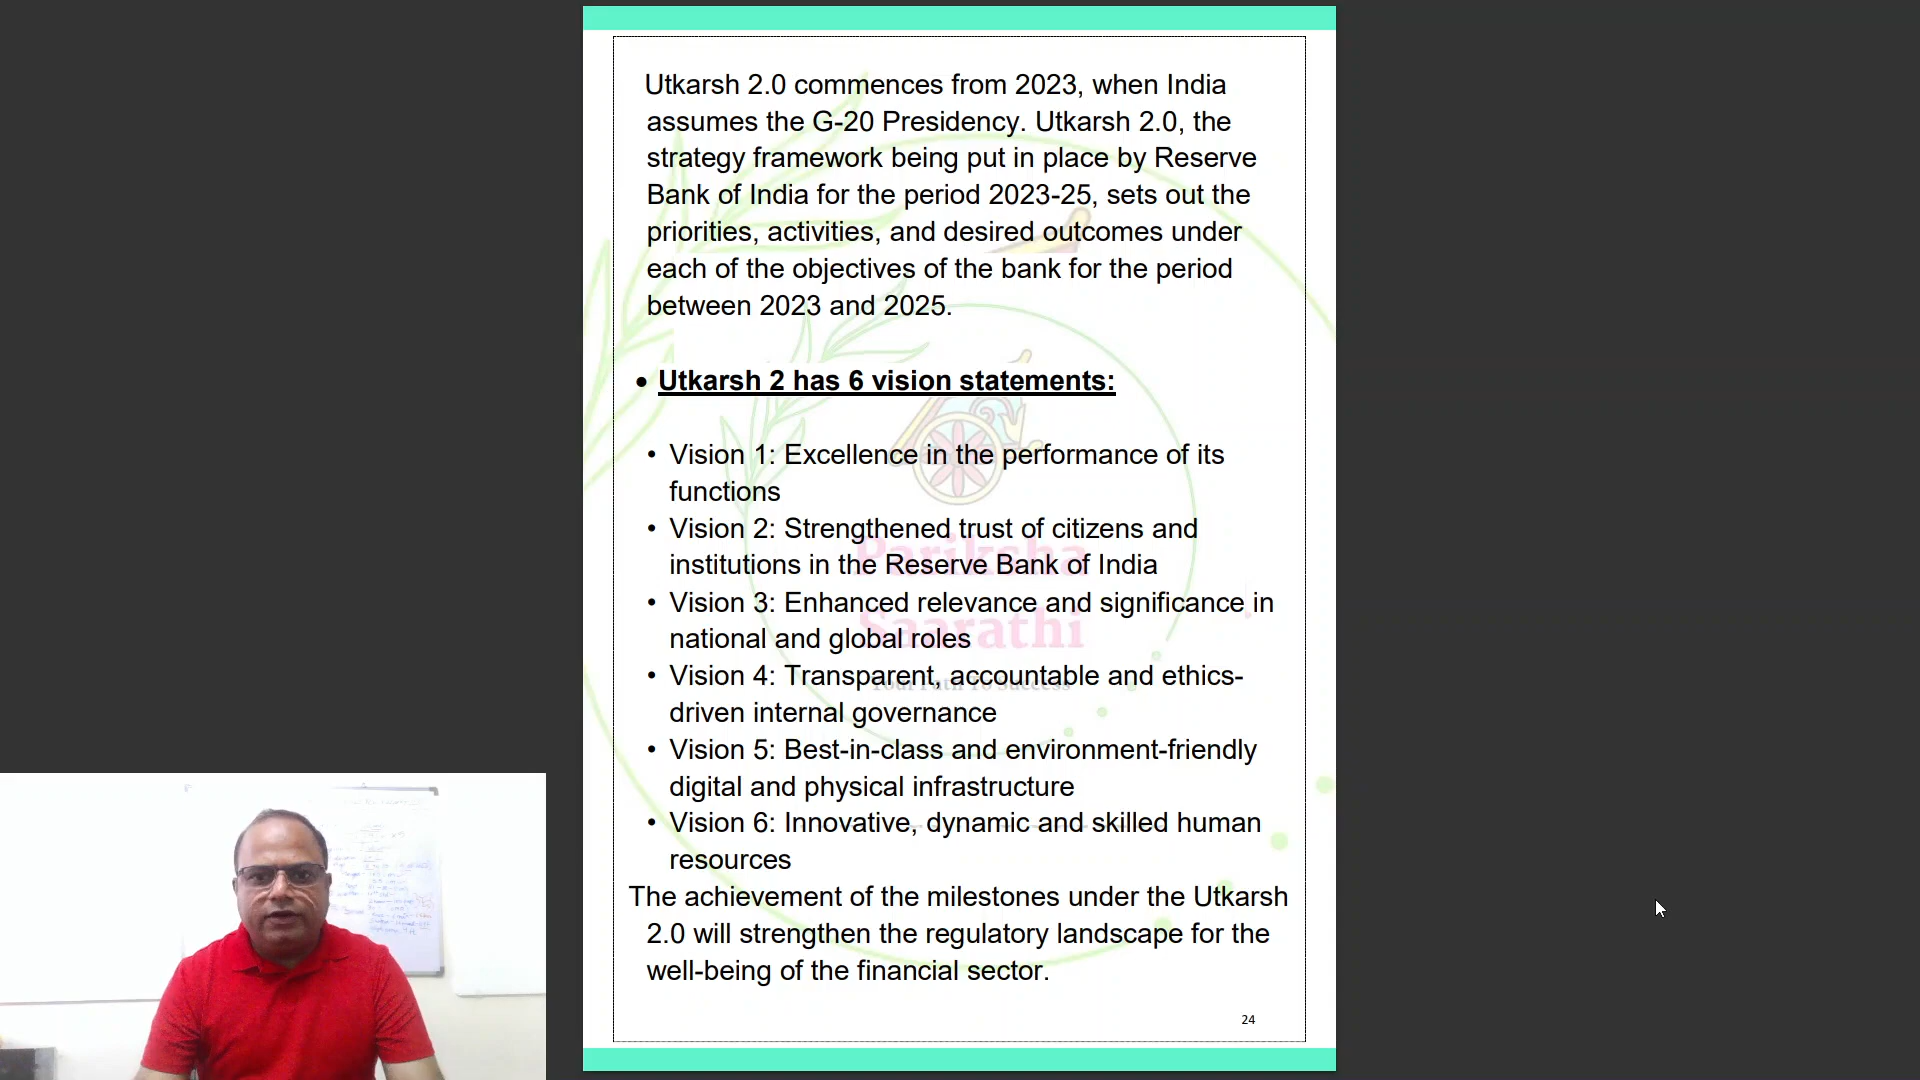 Utkarsh 2.0 commences from 2023, when India
assumes the G-20 Presidency. Utkarsh 2.0, the
strategy framework being put in place by Reserve
Bank of India for the period 2023-25, sets out the
priorities, activities, and desired outcomes under
each of the objectives of the bank for the period
between 2023 and 2025.
• Utkarsh 2 has 6 vision statements:
• Vision 1: Excellence in the performance of its
functions
• Vision 2: Strengthened trust of citizens and
institutions in the Reserve Bank of India
• Vision 3: Enhanced relevance and significance in
national and global roles
• Vision 4: Transparent, accountable and ethics-
driven internal governance
• Vision 5: Best-in-class and environment-friendly
digital and physical infrastructure
• Vision 6: Innovative, dynamic and skilled human
resources
The achievement of the milestones under the Utkarsh
2.0 will strengthen the regulatory landscape for the
well-being of the financial sector.
24
Pariksha
Saarathi
Your Path To Success